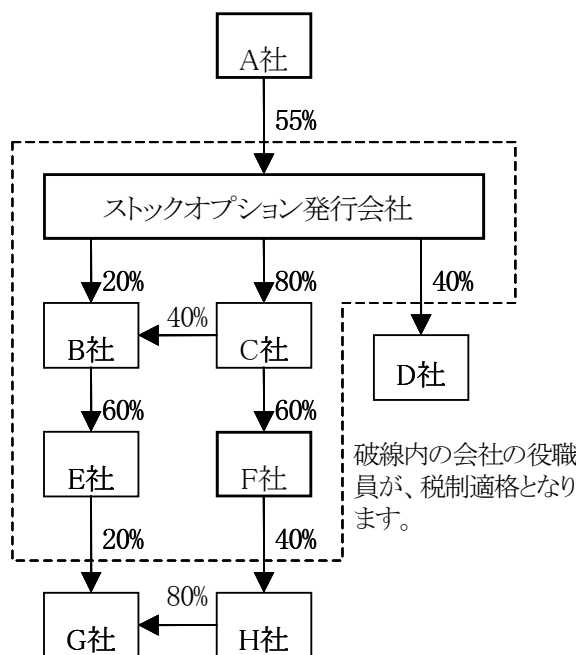 A社
55%
ストックオプション発行会社
20%
80%
40%
B社
40%
C社
D社
60%
60%
E社
F社
破線内の会社の役職
員が、税制適格となり
ます。
20%
40%
G社
80%
H社